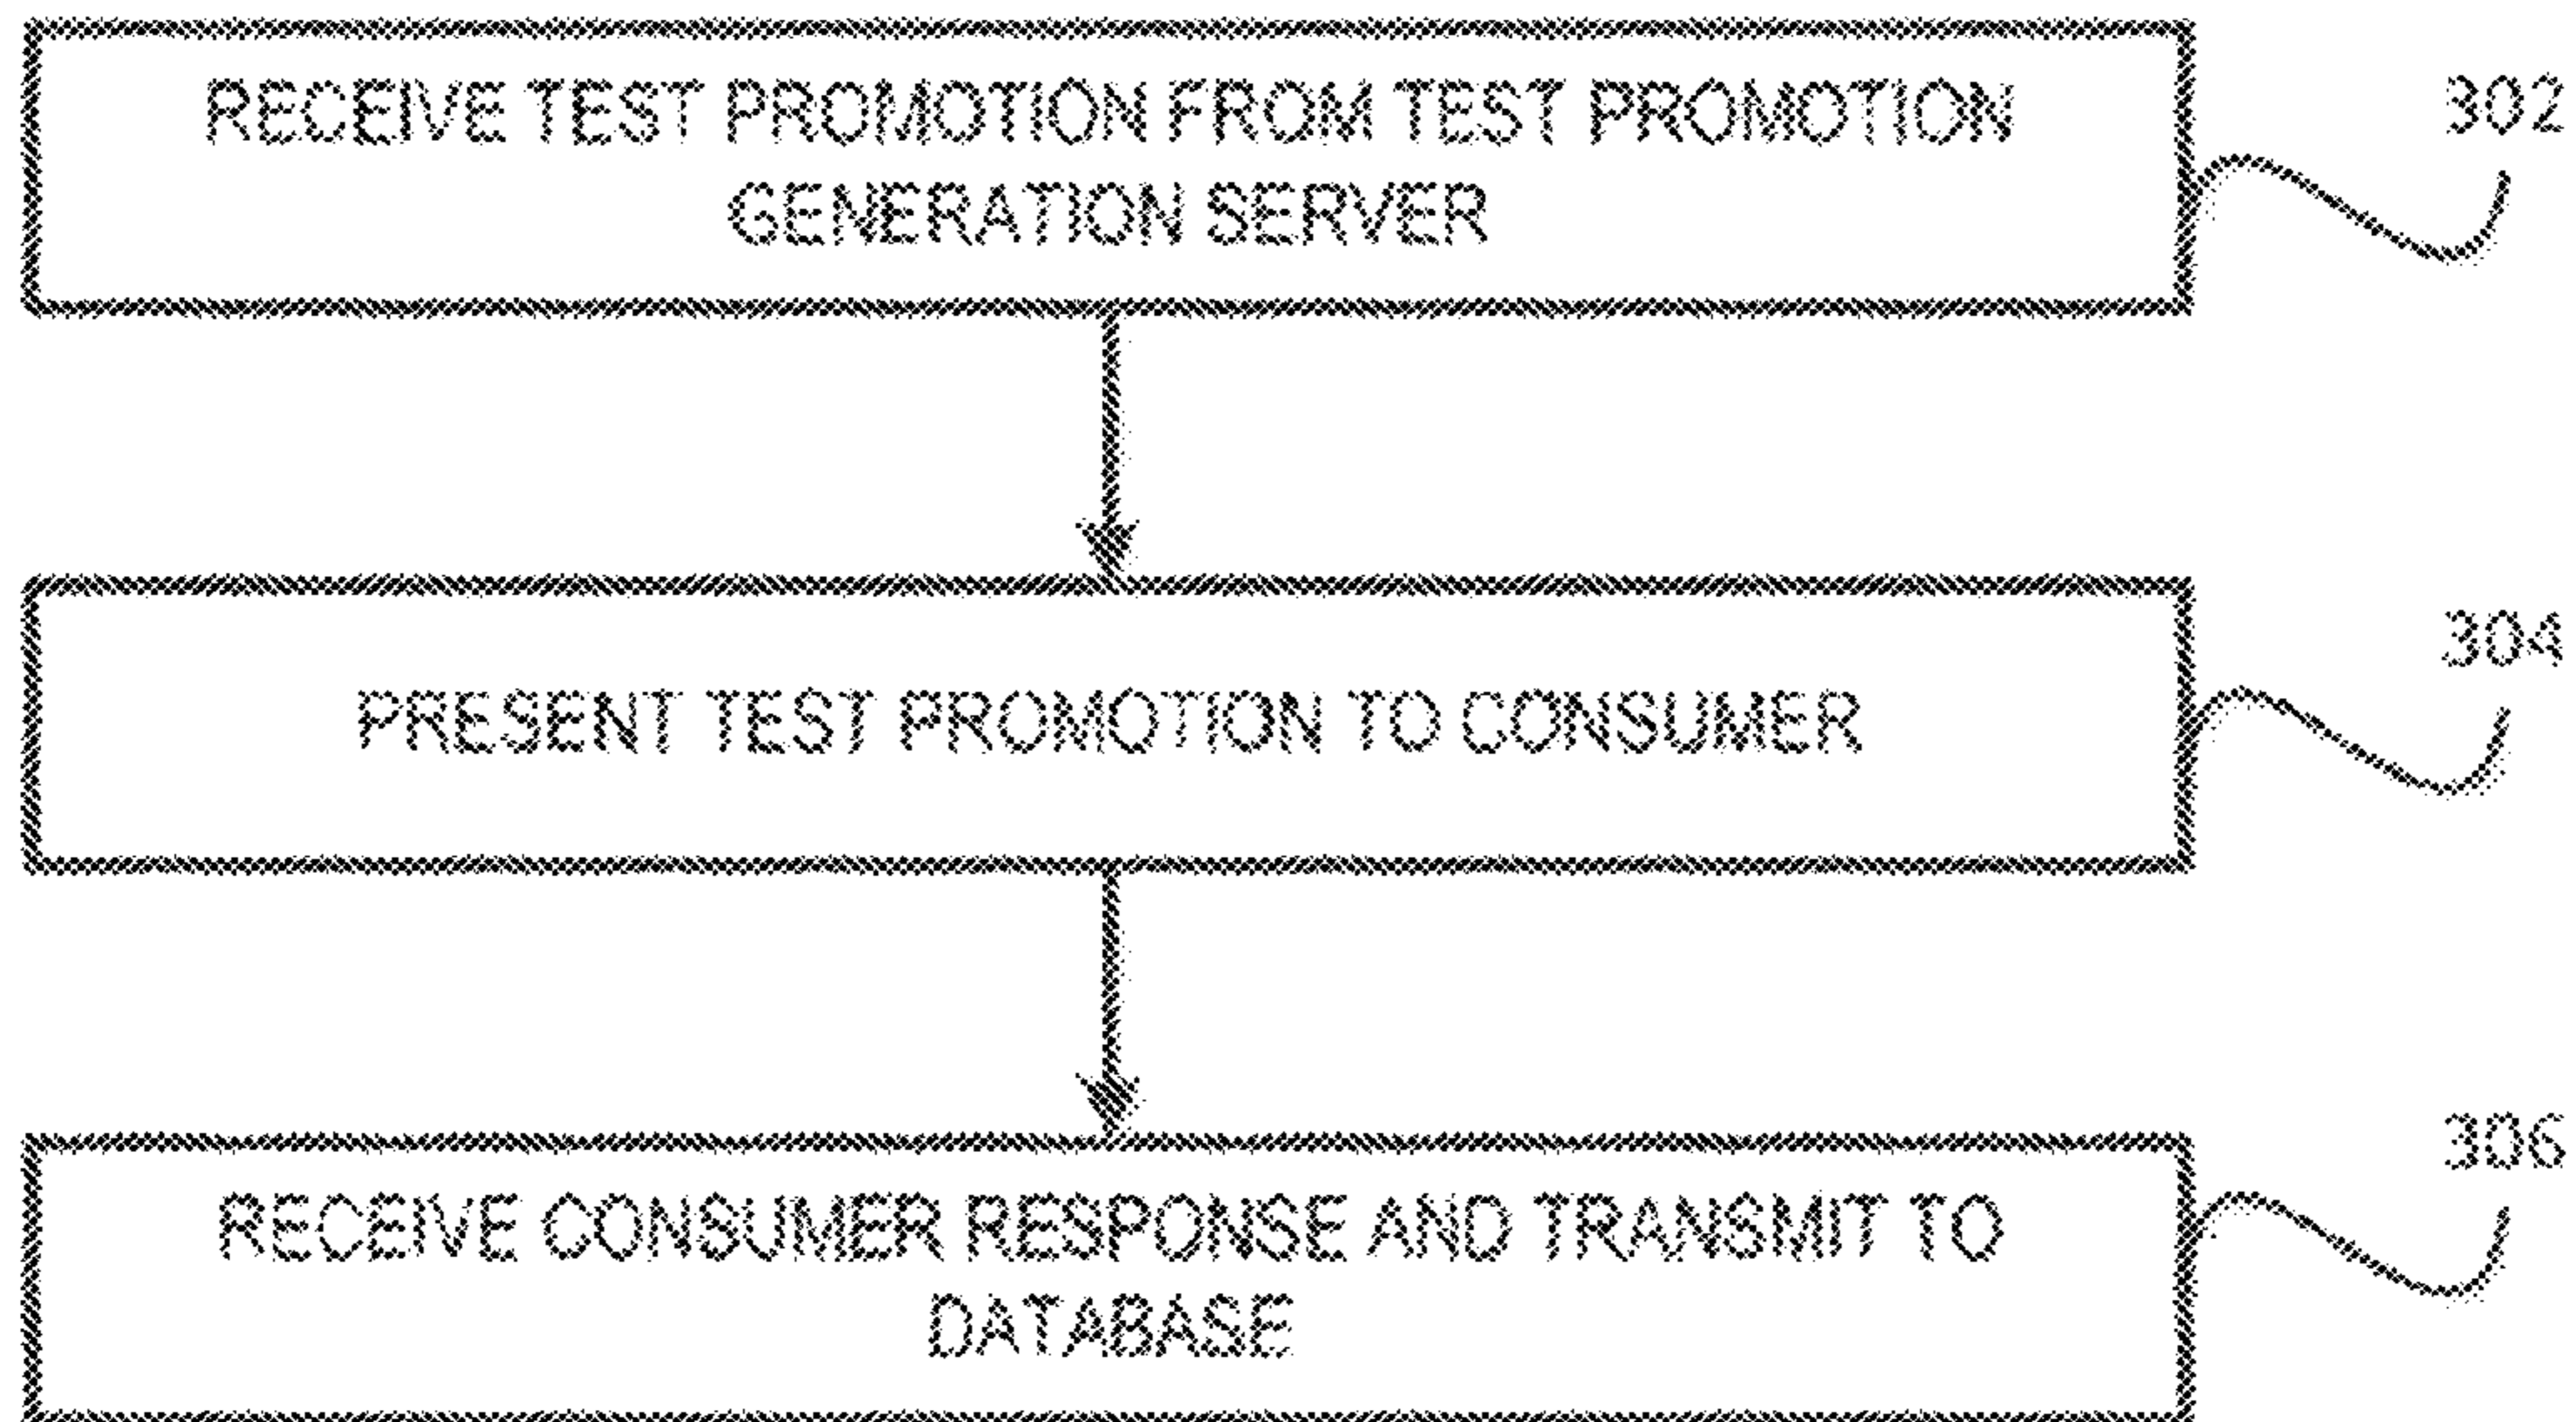 RECEIVE TEST PROMOTION FROM TEST PROMOTION
GENERATION SERVER
302
PRESENT TEST PROMOTION TO CONSUMER
304
RECEIVE CONSUMER RESPONSE AND TRANSMIT TO
DATABASE
306